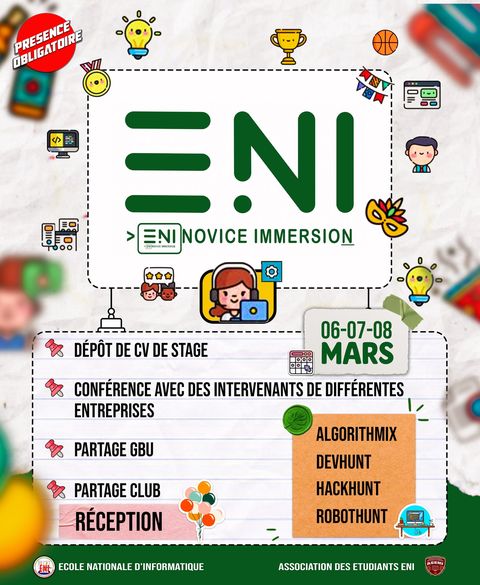 PRESENCE
OBLIGATOIRE
ENI
> ENI NOVICE IMMERSION_
06-07-08
MARS
DÉPÔT DE CV DE STAGE
CONFÉRENCE AVEC DES INTERVENANTS DE DIFFÉRENTES
ENTREPRISES
PARTAGE GBU
PARTAGE CLUB
RÉCEPTION
ALGORITHMIX
DEVHUNT
HACKHUNT
ROBOTHUNT
ECOLE NATIONALE D'INFORMATIQUE
ASSOCIATION DES ETUDIANTS ENI